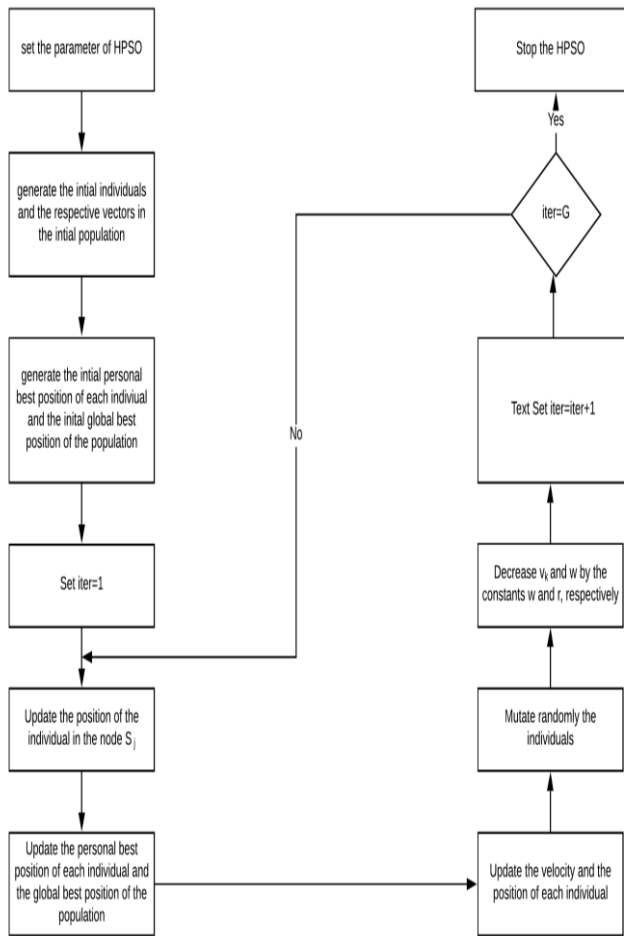 set the parameter of HPSO
generate the intial individuals
and the respective vectors in
the intial population
generate the intial personal
best position of each indiviual
and the inital global best
position of the population
Set iter=1
Update the position of the
individual in the node S j
Update the personal best
position of each individual and
the global best position of the
population
Update the velocity and the
position of each individual
Mutate randomly the
individuals
Decrease vk and w by the
constants w and r, respectively
Text Set iter=iter+1
iter=G
No
Yes
Stop the HPSO